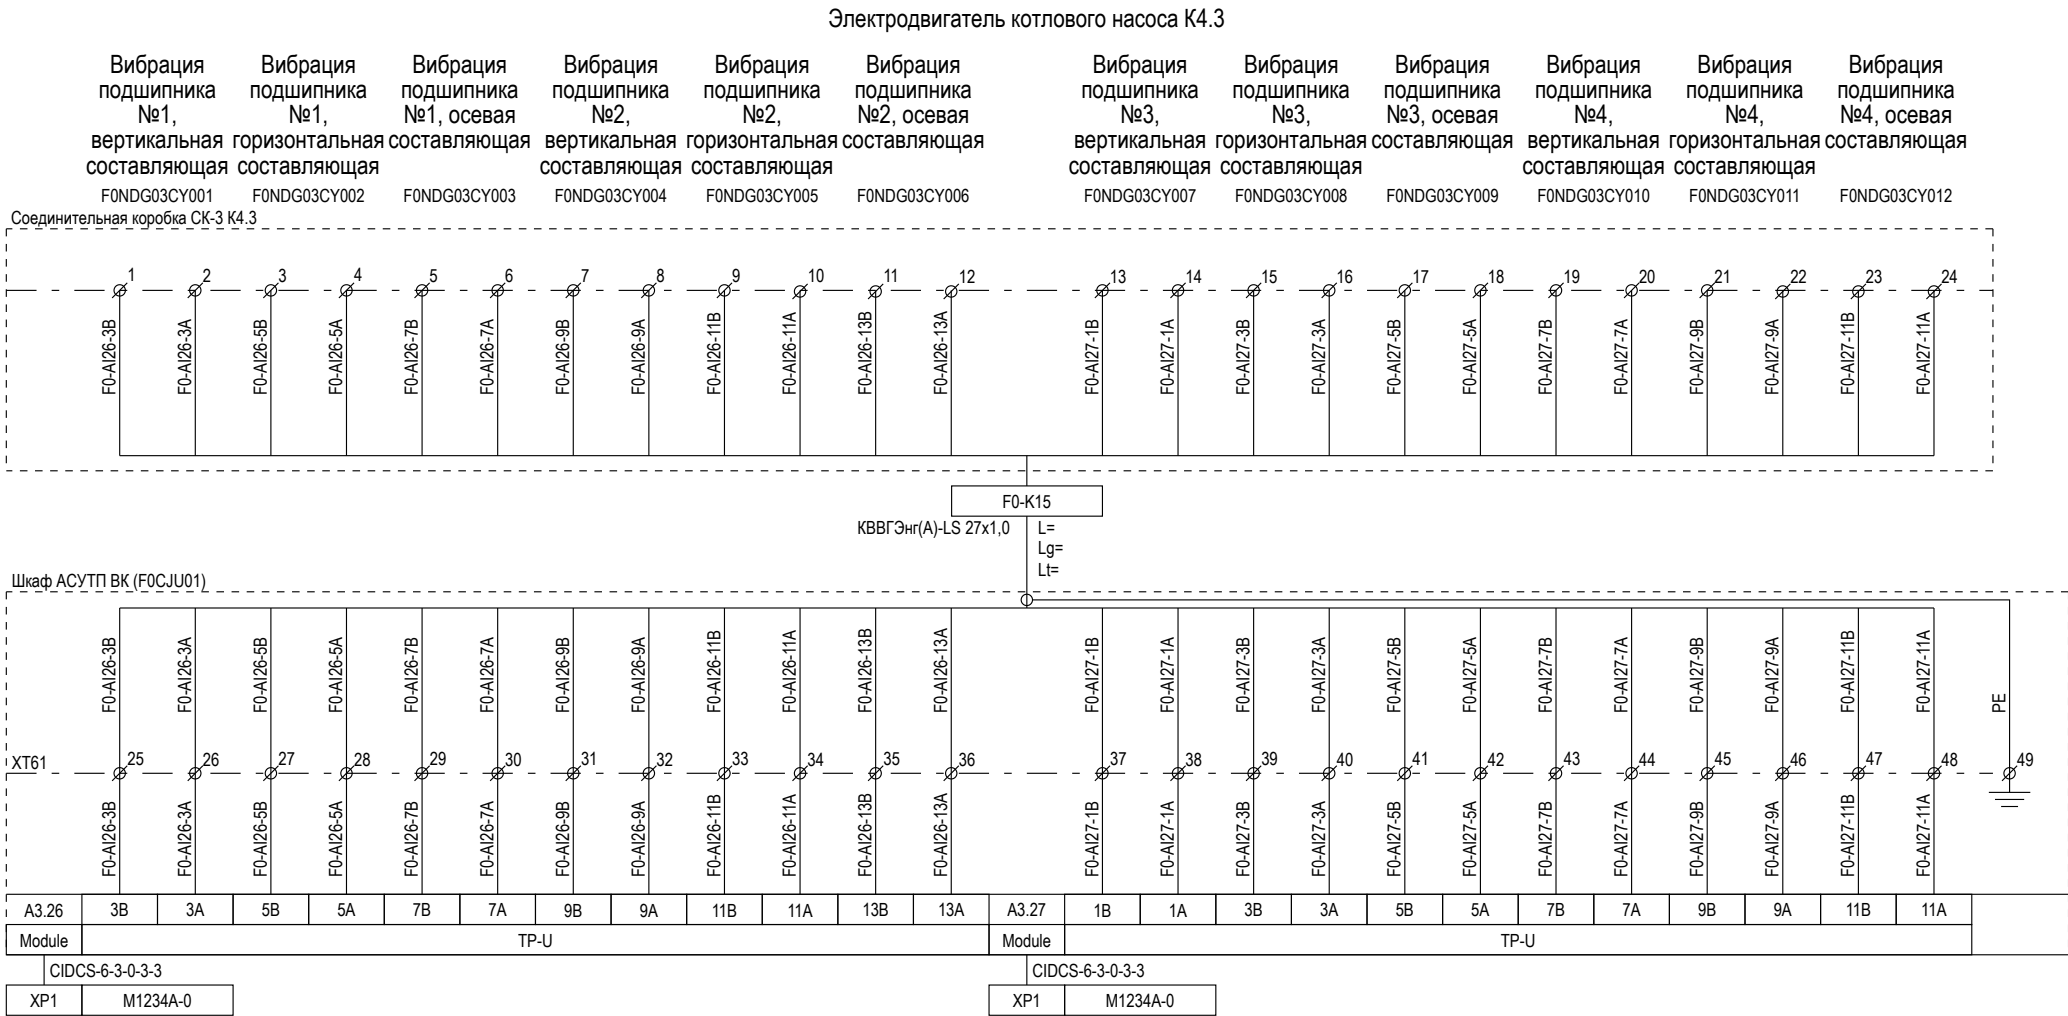 Электродвигатель котлового насоса К4.3
Вибрация Вибрация Вибрация Вибрация Вибрация Вибрация Вибрация Вибрация Вибрация Вибрация Вибрация Вибрация
подшипника подшипника подшипника подшипника подшипника подшипника подшипника подшипника подшипника подшипника подшипника подшипника
№1, №1, №1, осевая №2, №2, №2, осевая №3, №3, №3, осевая №4, №4, №4, осевая
вертикальная горизонтальная составляющая вертикальная горизонтальная составляющая вертикальная горизонтальная составляющая вертикальная горизонтальная составляющая
составляющая составляющая составляющая составляющая составляющая составляющая составляющая составляющая
F0NDG03CY001 F0NDG03CY002 F0NDG03CY003 F0NDG03CY004 F0NDG03CY005 F0NDG03CY006 F0NDG03CY007 F0NDG03CY008 F0NDG03CY009 F0NDG03CY010 F0NDG03CY011 F0NDG03CY012
Соединительная коробка СК-3 К4.3
1 2 3 4 5 6 7 8 9 10 11 12 13 14 15 16 17 18 19 20 21 22 23 24
F0-AI26-3B F0-AI26-3A F0-AI26-5B F0-AI26-5A F0-AI26-7B F0-AI26-7A F0-AI26-9B F0-AI26-9A F0-AI26-11B F0-AI26-11A F0-AI26-13B F0-AI26-13A F0-AI27-1B F0-AI27-1A F0-AI27-3B F0-AI27-3A F0-AI27-5B F0-AI27-5A F0-AI27-7B F0-AI27-7A F0-AI27-9B F0-AI27-9A F0-AI27-11B F0-AI27-11A
F0-K15
КВВГЭнг(А)-LS 27x1,0 L=
Lg=
Lt=
Шкаф АСУТП ВК (F0CJU01)
F0-AI26-3B F0-AI26-3A F0-AI26-5B F0-AI26-5A F0-AI26-7B F0-AI26-7A F0-AI26-9B F0-AI26-9A F0-AI26-11B F0-AI26-11A F0-AI26-13B F0-AI26-13A F0-AI27-1B F0-AI27-1A F0-AI27-3B F0-AI27-3A F0-AI27-5B F0-AI27-5A F0-AI27-7B F0-AI27-7A F0-AI27-9B F0-AI27-9A F0-AI27-11B F0-AI27-11A PE
XT61 25 26 27 28 29 30 31 32 33 34 35 36 37 38 39 40 41 42 43 44 45 46 47 48 49
F0-AI26-3B F0-AI26-3A F0-AI26-5B F0-AI26-5A F0-AI26-7B F0-AI26-7A F0-AI26-9B F0-AI26-9A F0-AI26-11B F0-AI26-11A F0-AI26-13B F0-AI26-13A F0-AI27-1B F0-AI27-1A F0-AI27-3B F0-AI27-3A F0-AI27-5B F0-AI27-5A F0-AI27-7B F0-AI27-7A F0-AI27-9B F0-AI27-9A F0-AI27-11B F0-AI27-11A
A3.26 3B 3A 5B 5A 7B 7A 9B 9A 11B 11A 13B 13A A3.27 1B 1A 3B 3A 5B 5A 7B 7A 9B 9A 11B 11A
Module TP-U Module TP-U
CIDCS-6-3-0-3-3 CIDCS-6-3-0-3-3
XP1 M1234A-0 XP1 M1234A-0